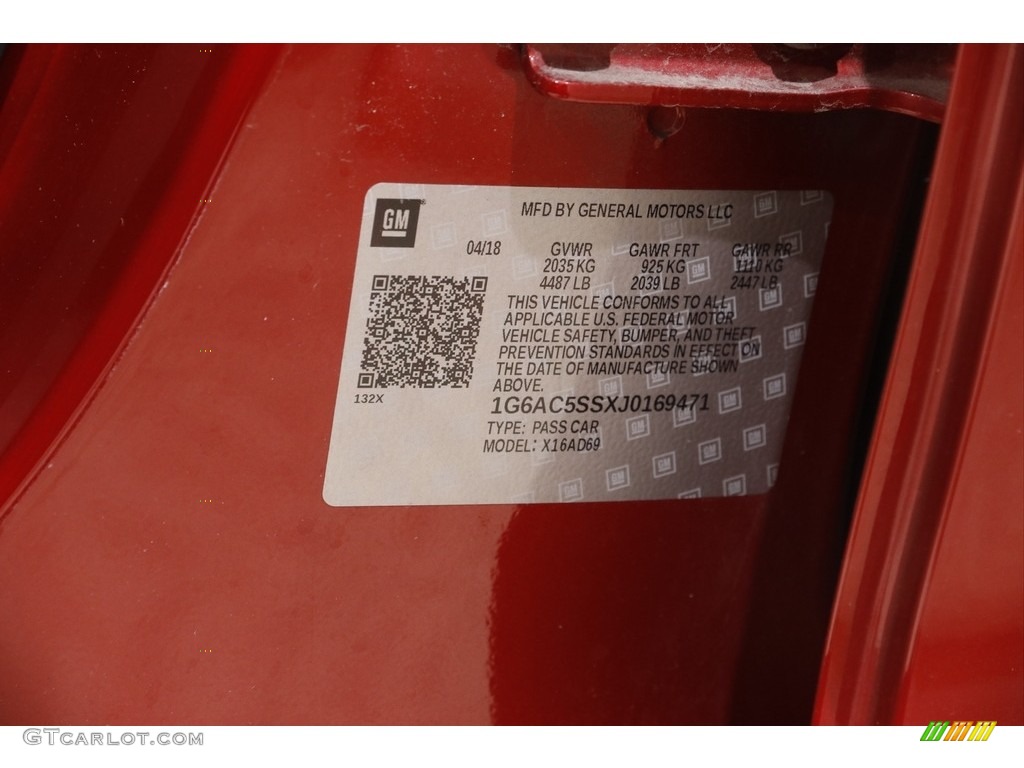 GM
MFD BY GENERAL MOTORS LLC
04/18 GVWR GAWR FRT GAWR RR
2035 KG 925 KG 1110 KG
4487 LB 2039 LB 2447 LB
THIS VEHICLE CONFORMS TO ALL
APPLICABLE U.S. FEDERAL MOTOR
VEHICLE SAFETY, BUMPER, AND THEFT
PREVENTION STANDARDS IN EFFECT ON
THE DATE OF MANUFACTURE SHOWN
ABOVE.
132X
1G6AC5SSXJ0169471
TYPE: PASS CAR
MODEL: X16AD69
GTCarlot.com